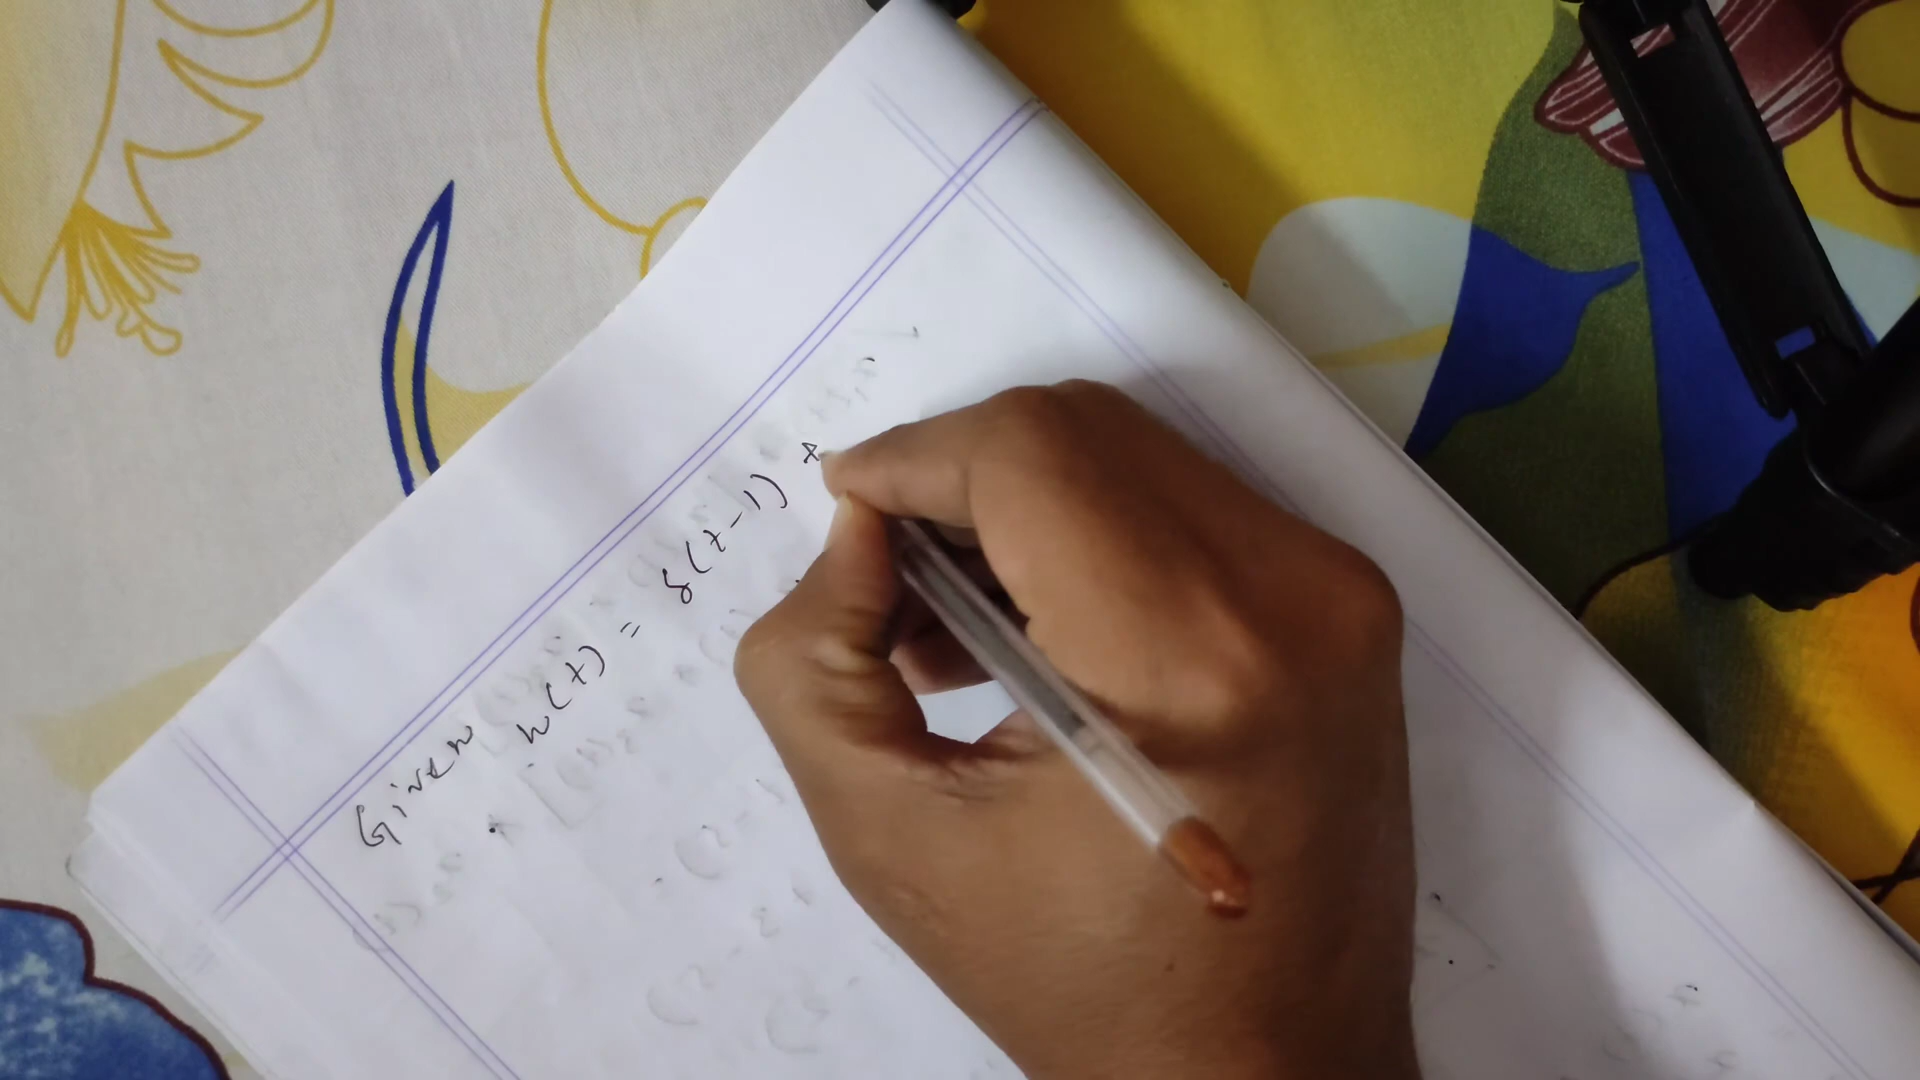 Given
h(t) = δ(t-1) +